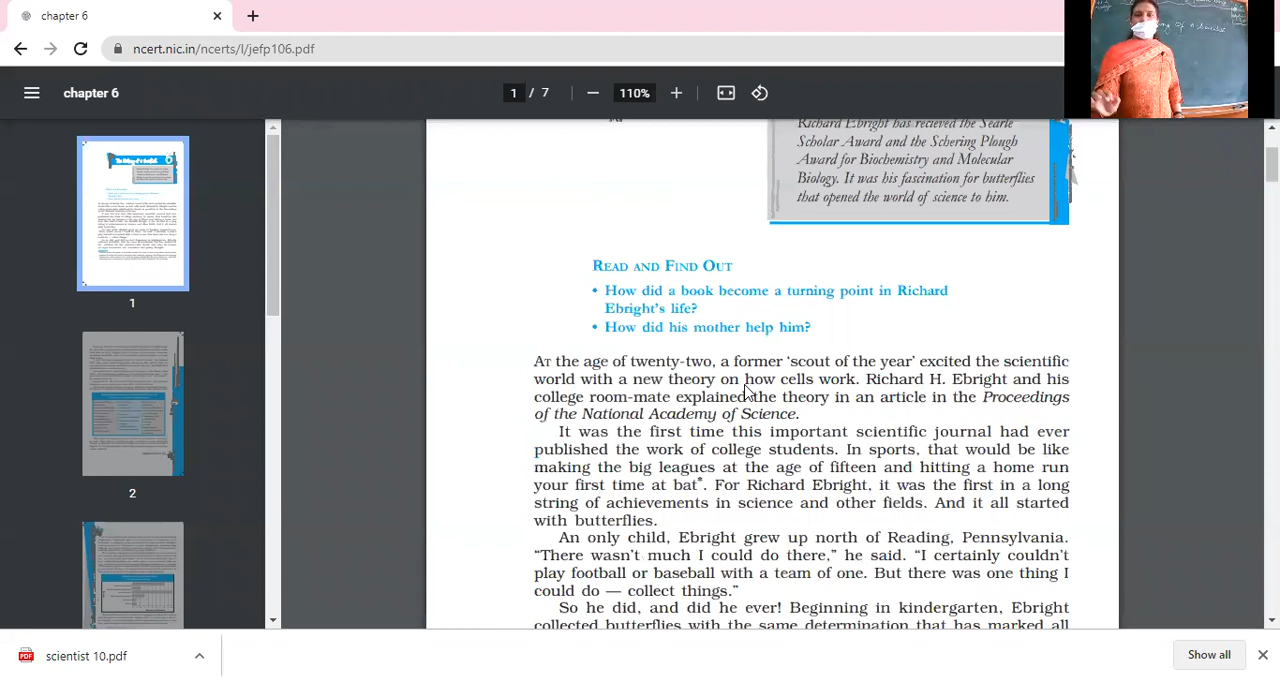 chapter 6
ncert.nic.in/ncerts/l/jefp106.pdf
ng of a Scientist
chapter 6
1 / 7
110%
Richard Ebright has recieved the Searle
Scholar Award and the Schering Plough
Award for Biochemistry and Molecular
Biology. It was his fascination for butterflies
that opened the world of science to him.
READ AND FIND OUT
• How did a book become a turning point in Richard
Ebright's life?
• How did his mother help him?
AT the age of twenty-two, a former 'scout of the year' excited the scientific
world with a new theory on how cells work. Richard H. Ebright and his
college room-mate explained the theory in an article in the Proceedings
of the National Academy of Science.
It was the first time this important scientific journal had ever
published the work of college students. In sports, that would be like
making the big leagues at the age of fifteen and hitting a home run
your first time at bat*. For Richard Ebright, it was the first in a long
string of achievements in science and other fields. And it all started
with butterflies.
An only child, Ebright grew up north of Reading, Pennsylvania.
“There wasn't much I could do there,” he said. “I certainly couldn't
play football or baseball with a team of one. But there was one thing I
could do — collect things.”
So he did, and did he ever! Beginning in kindergarten, Ebright
collected butterflies with the same determination that has marked all
1
2
scientist 10.pdf
Show all